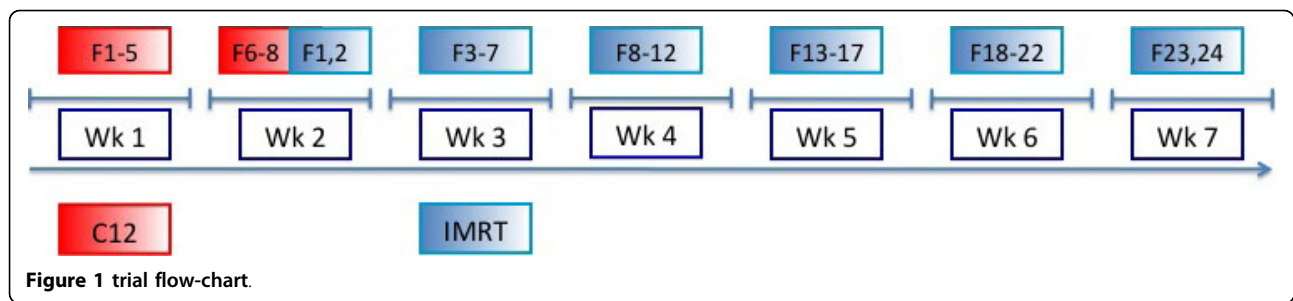 F1-5 F6-8 F1,2 F3-7 F8-12 F13-17 F18-22 F23,24
Wk 1 Wk 2 Wk 3 Wk 4 Wk 5 Wk 6 Wk 7
C12 IMRT
Figure 1 trial flow-chart.